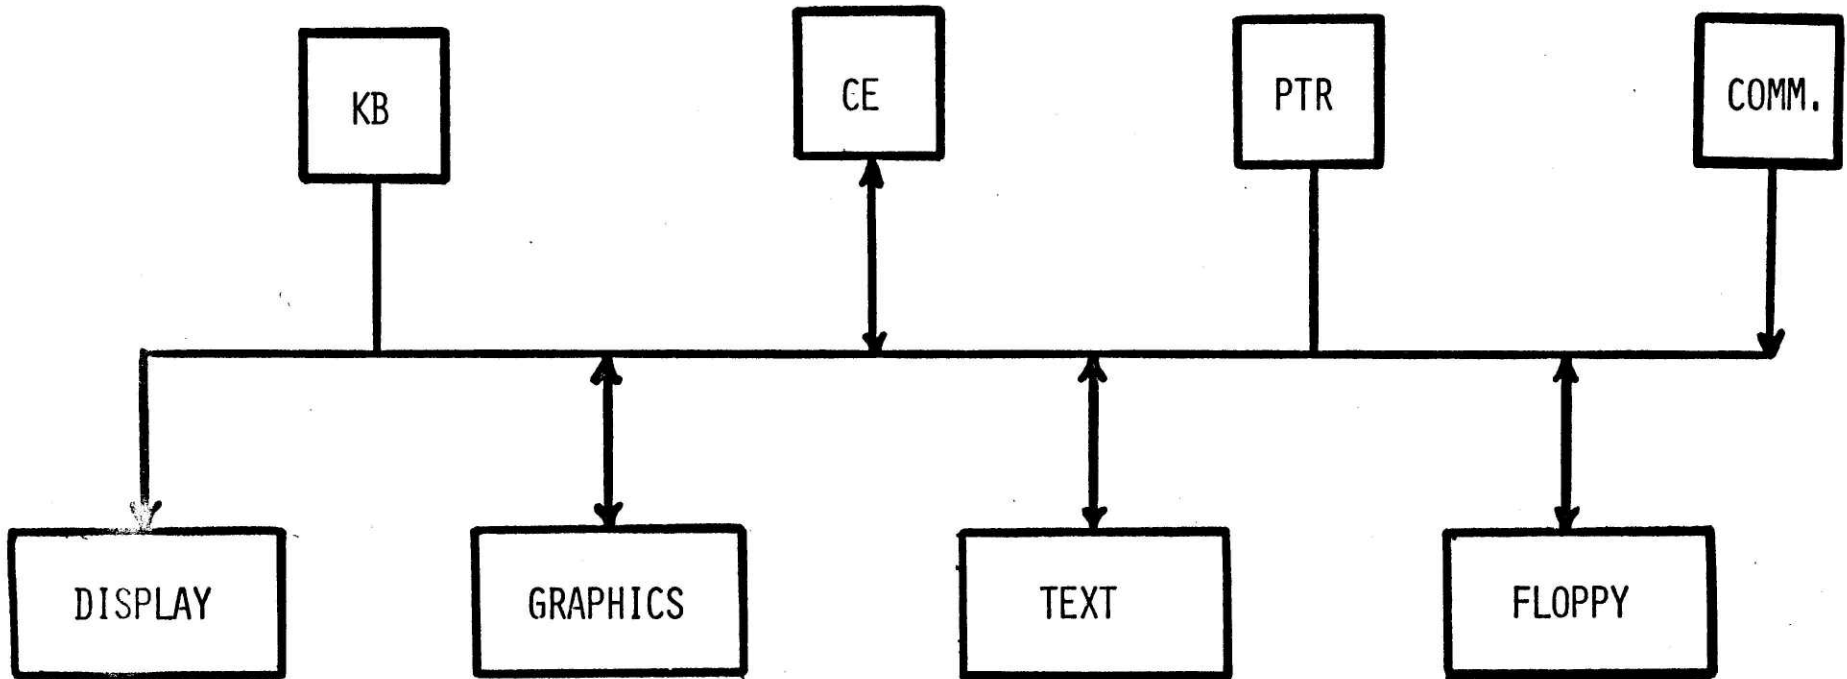 KB
CE
PTR
COMM.
DISPLAY
GRAPHICS
TEXT
FLOPPY